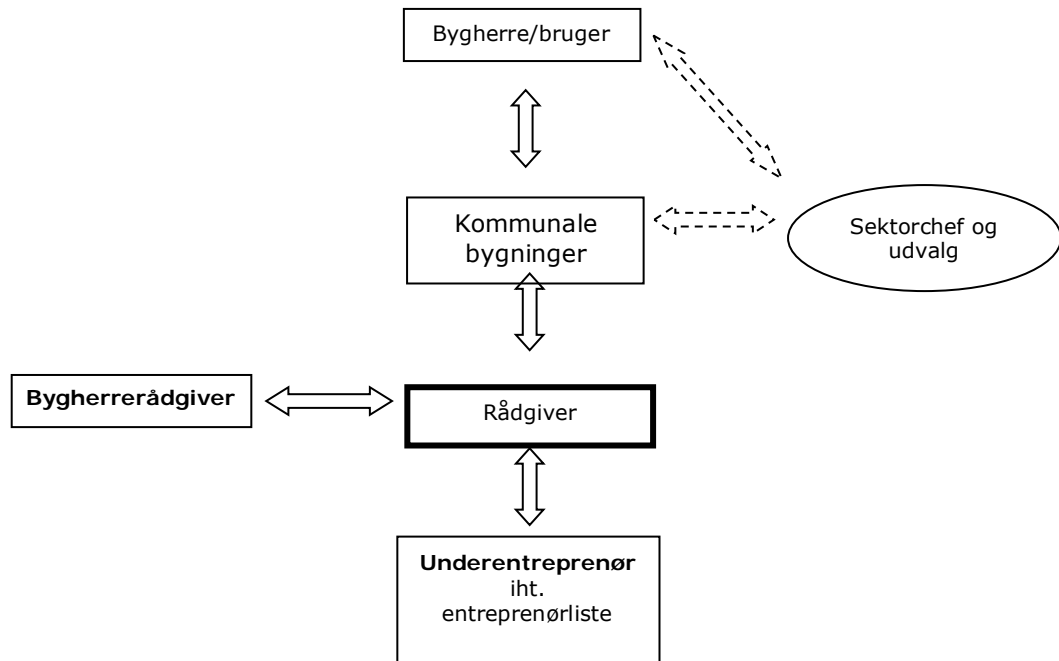 Bygherre/bruger
Kommunale
bygninger
Sektorchef og
udvalg
Bygherrerådgiver
Rådgiver
Underentreprenør
iht.
entreprenørliste